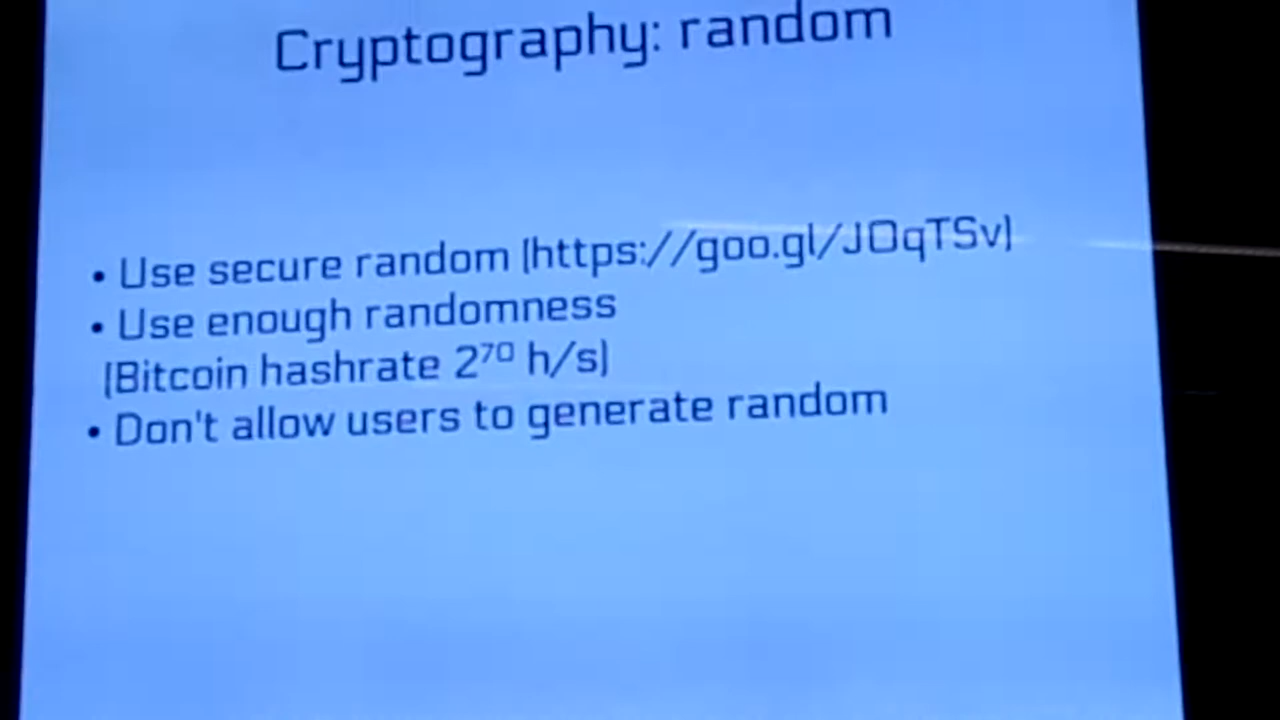 Cryptography: random
• Use secure random (https://goo.gl/JOqTSv)
• Use enough randomness
(Bitcoin hashrate 2⁷⁰ h/s)
• Don't allow users to generate random